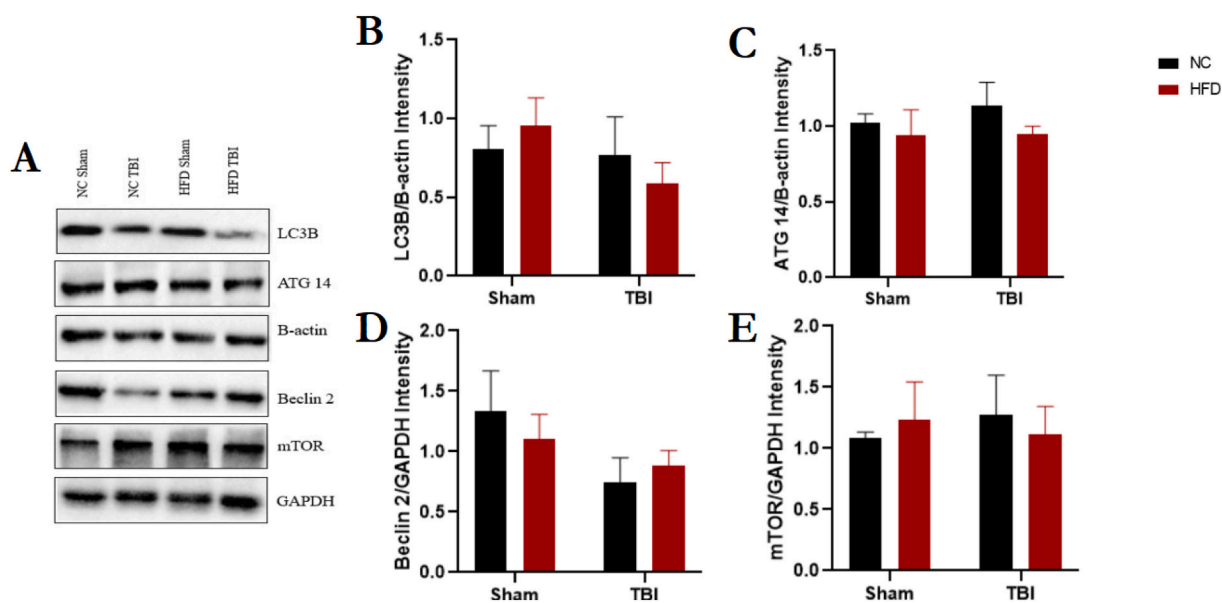 A
NC Sham
NC TBI
HFD Sham
HFD TBI
LC3B
ATG 14
B-actin
Beclin 2
mTOR
GAPDH
B
LC3B/B-actin Intensity
1.5
1.0
0.5
0.0
Sham TBI
C
ATG 14/B-actin Intensity
1.5
1.0
0.5
0.0
Sham TBI
NC
HFD
D
Beclin 2/GAPDH Intensity
2.0
1.5
1.0
0.5
0.0
Sham TBI
E
mTOR/GAPDH Intensity
2.0
1.5
1.0
0.5
0.0
Sham TBI